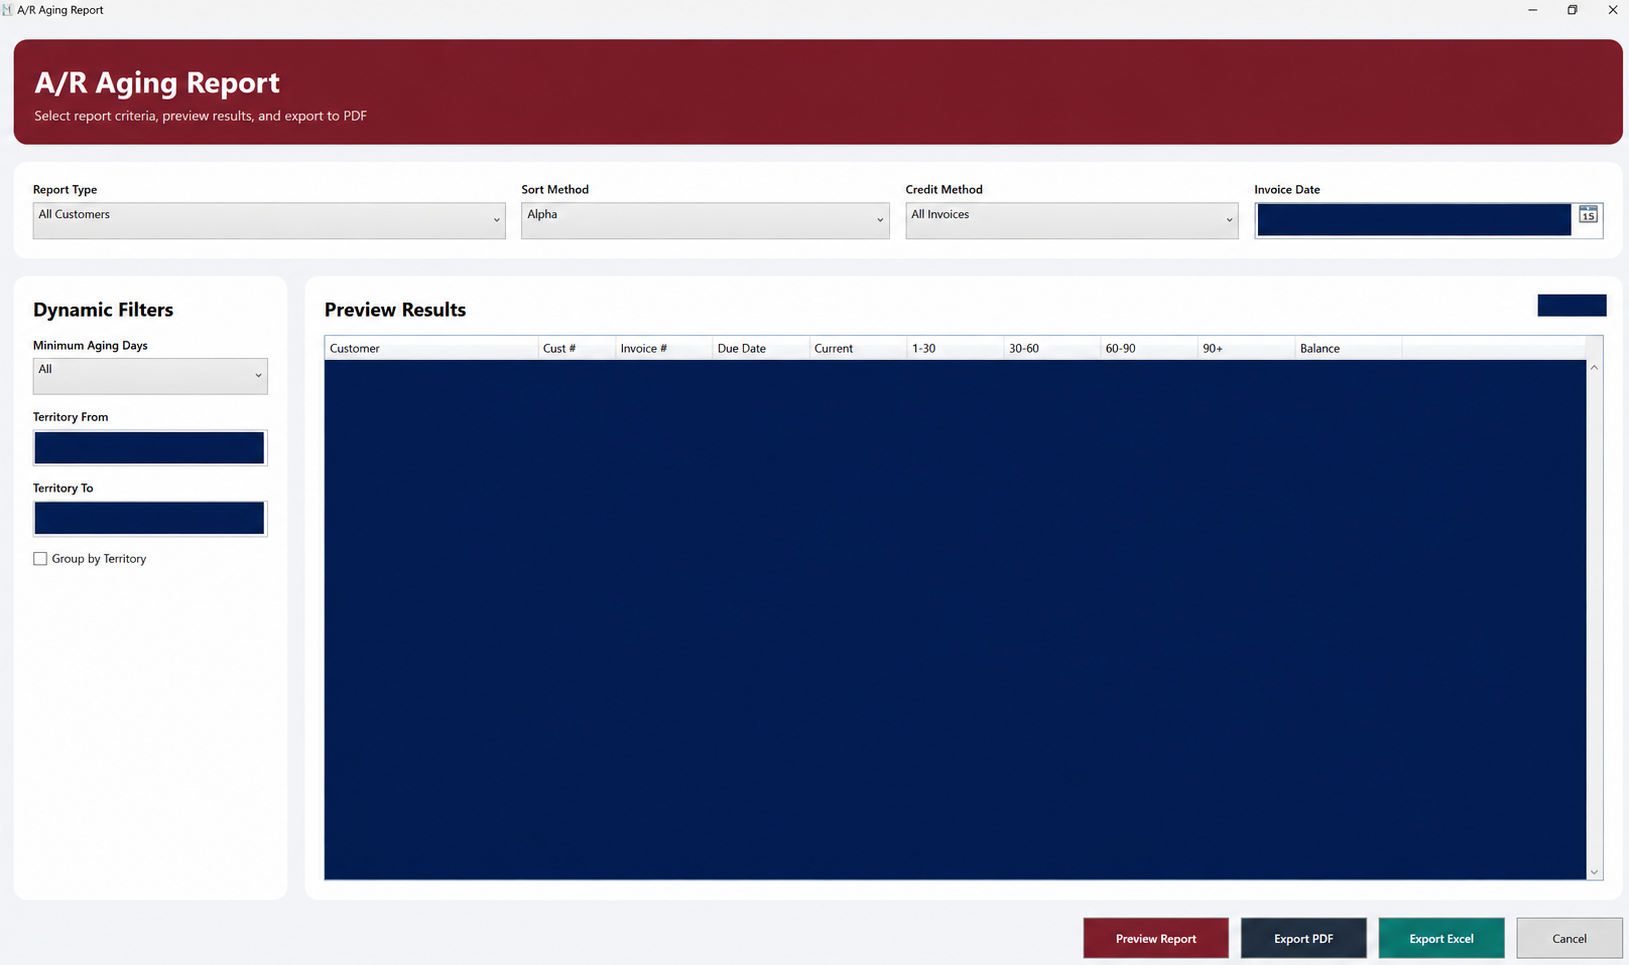 A/R Aging Report
A/R Aging Report
Select report criteria, preview results, and export to PDF
Report Type
Sort Method
Credit Method
Invoice Date
All Customers
Alpha
All Invoices
15
Dynamic Filters
Minimum Aging Days
All
Territory From
Territory To
Group by Territory
Preview Results
Customer
Cust #
Invoice #
Due Date
Current
1-30
30-60
60-90
90+
Balance
Preview Report
Export PDF
Export Excel
Cancel